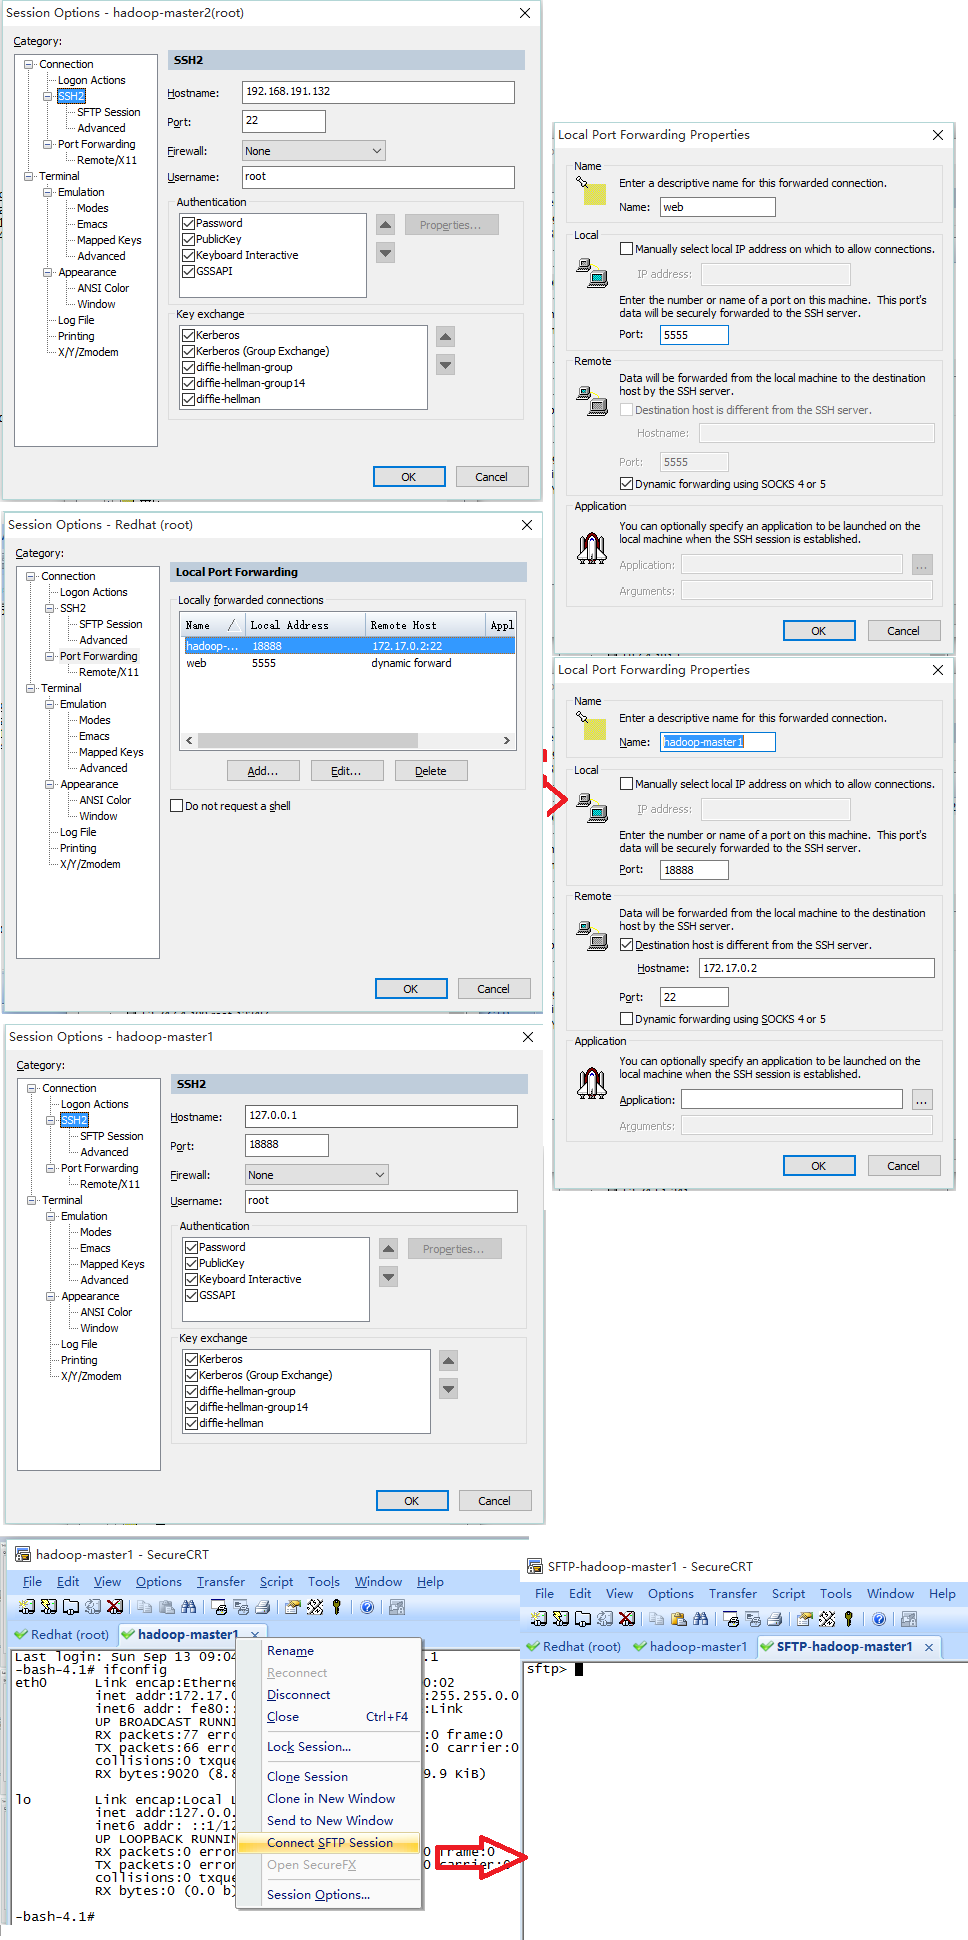 Session Options - hadoop-master2(root)
Category:
Connection
Logon Actions
SSH2
SFTP Session
Advanced
Port Forwarding
Remote/X11
Terminal
Emulation
Modes
Emacs
Mapped Keys
Advanced
Appearance
ANSI Color
Window
Log File
Printing
X/Y/Zmodem
SSH2
Hostname: 192.168.191.132
Port: 22
Firewall: None
Username: root
Authentication
Password
PublicKey
Keyboard Interactive
GSSAPI
Properties...
Key exchange
Kerberos
Kerberos (Group Exchange)
diffie-hellman-group
diffie-hellman-group14
diffie-hellman
OK Cancel
Local Port Forwarding Properties
Name
Enter a descriptive name for this forwarded connection.
Name: web
Local
Manually select local IP address on which to allow connections.
IP address:
Enter the number or name of a port on this machine. This port's
data will be securely forwarded to the SSH server.
Port: 5555
Remote
Data will be forwarded from the local machine to the destination
host by the SSH server.
Destination host is different from the SSH server.
Hostname:
Port: 5555
Dynamic forwarding using SOCKS 4 or 5
Application
You can optionally specify an application to be launched on the
local machine when the SSH session is established.
Application: ...
Arguments:
OK Cancel
Session Options - Redhat (root)
Category:
Connection
Logon Actions
SSH2
SFTP Session
Advanced
Port Forwarding
Remote/X11
Terminal
Emulation
Modes
Emacs
Mapped Keys
Advanced
Appearance
ANSI Color
Window
Log File
Printing
X/Y/Zmodem
Local Port Forwarding
Locally forwarded connections
Name Local Address Remote Host Appl
hadoop-... 18888 172.17.0.2:22
web 5555 dynamic forward
Add... Edit... Delete
Do not request a shell
OK Cancel
Local Port Forwarding Properties
Name
Enter a descriptive name for this forwarded connection.
Name: hadoop-master1
Local
Manually select local IP address on which to allow connections.
IP address:
Enter the number or name of a port on this machine. This port's
data will be securely forwarded to the SSH server.
Port: 18888
Remote
Data will be forwarded from the local machine to the destination
host by the SSH server.
Destination host is different from the SSH server.
Hostname: 172.17.0.2
Port: 22
Dynamic forwarding using SOCKS 4 or 5
Application
You can optionally specify an application to be launched on the
local machine when the SSH session is established.
Application: ...
Arguments:
OK Cancel
Session Options - hadoop-master1
Category:
Connection
Logon Actions
SSH2
SFTP Session
Advanced
Port Forwarding
Remote/X11
Terminal
Emulation
Modes
Emacs
Mapped Keys
Advanced
Appearance
ANSI Color
Window
Log File
Printing
X/Y/Zmodem
SSH2
Hostname: 127.0.0.1
Port: 18888
Firewall: None
Username: root
Authentication
Password
PublicKey
Keyboard Interactive
GSSAPI
Properties...
Key exchange
Kerberos
Kerberos (Group Exchange)
diffie-hellman-group
diffie-hellman-group14
diffie-hellman
OK Cancel
hadoop-master1 - SecureCRT
File Edit View Options Transfer Script Tools Window Help
Redhat (root) hadoop-master1
Last login: Sun Sep 13 09:04 .1
-bash-4.1# ifconfig
eth0 Link encap:Etherne 0:02
inet addr:172.17.0 :255.255.0.0
inet6 addr: fe80:: :Link
UP BROADCAST RUNNI
RX packets:77 erro :0 frame:0
TX packets:66 erro :0 carrier:0
collisions:0 txque
RX bytes:9020 (8.8 9.9 KiB)
lo Link encap:Local L
inet addr:127.0.0.
inet6 addr: ::1/12
UP LOOPBACK RUNNIN
RX packets:0 error 0 frame:0
TX packets:0 error 0 carrier:0
collisions:0 txque
RX bytes:0 (0.0 b)
-bash-4.1#
Rename
Reconnect
Disconnect
Close Ctrl+F4
Lock Session...
Clone Session
Clone in New Window
Send to New Window
Connect SFTP Session
Open SecureFX
Session Options...
SFTP-hadoop-master1 - SecureCRT
File Edit View Options Transfer Script Tools Window Help
Redhat (root) hadoop-master1 SFTP-hadoop-master1
sftp>